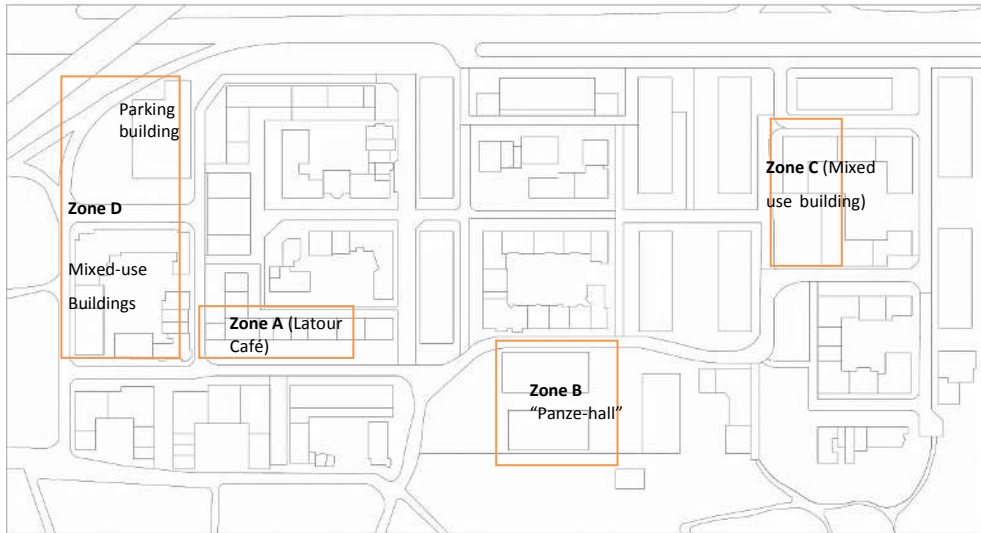 Parking
building
Zone D
Mixed-use
Buildings
Zone A (Latour
Café)
Zone B
“Panze-hall”
Zone C (Mixed
use building)